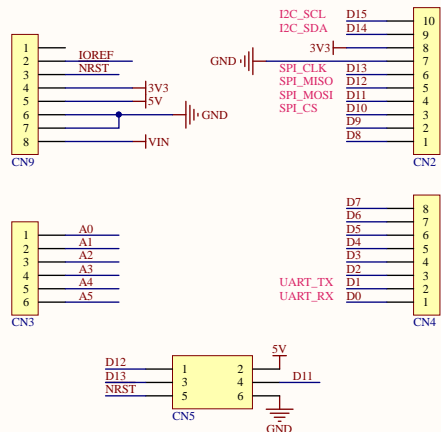 1
2 IOREF
3 NRST
4 3V3
5 5V
6 GND
7
8 VIN
CN9
I2C_SCL D15 10
I2C_SDA D14 9
3V3 8
GND 7
SPI_CLK D13 6
SPI_MISO D12 5
SPI_MOSI D11 4
SPI_CS D10 3
D9 2
D8 1
CN2
1 A0
2 A1
3 A2
4 A3
5 A4
6 A5
CN3
D7 8
D6 7
D5 6
D4 5
D3 4
D2 3
UART_TX D1 2
UART_RX D0 1
CN4
5V
D12 1 2
D13 3 4 D11
NRST 5 6
CN5
GND